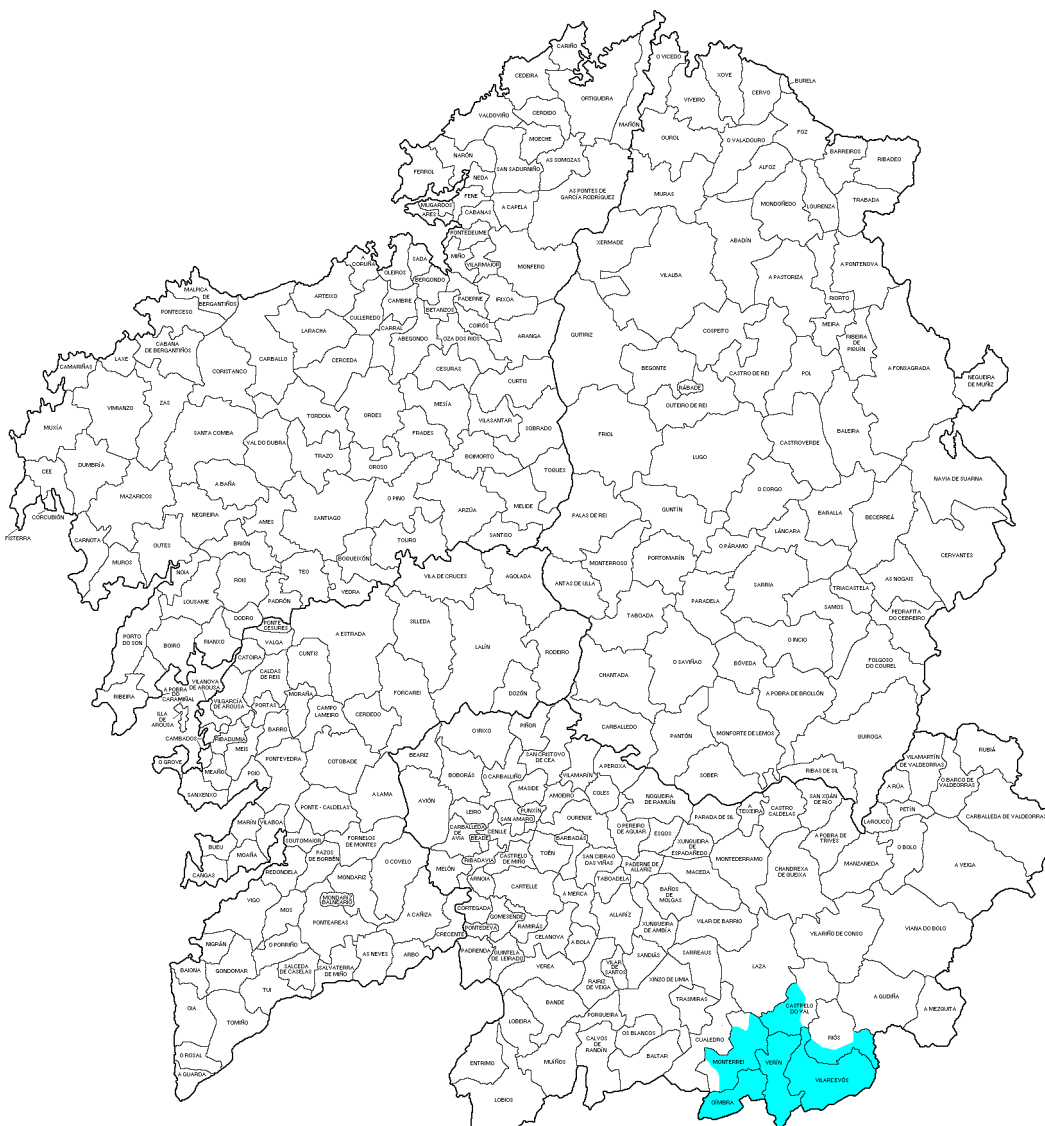 CARIÑO
O VICEDO
CEDEIRA
XOVE
BURELA
ORTIGUEIRA
VIVEIRO
CERVO
VALDOVIÑO
CERDIDO
MAÑÓN
FOZ
MOECHE
OUROL
O VALADOURO
NARÓN
BARREIROS
AS SOMOZAS
RIBADEO
FERROL
SAN SADURNIÑO
ALFOZ
NEDA
AS PONTES DE
GARCÍA RODRÍGUEZ
MURAS
FENE
MUGARDOS
ARES
CABANAS
A CAPELA
MONDOÑEDO
LOURENZA
TRABADA
PONTEDEUME
XERMADE
ABADÍN
MIÑO
A
CORUÑA
SADA
VILARMAIOR
MONFERO
OLEIROS
BERGONDO
VILALBA
A PASTORIZA
A PONTENOVA
MALPICA
DE
BERGANTIÑOS
ARTEIXO
CAMBRE
PADERNE
IRIXOA
RIORTO
PONTECESO
BETANZOS
CULLEREDO
CARRAL
COIRÓS
MEIRA
LARACHA
ABEGONDO
OZA DOS RIOS
ARANGA
GUITIRIZ
COSPEITO
RIBEIRA
DE
PIGUÍN
CABANA
DE BERGANTIÑOS
LAXE
CAMARIÑAS
CARBALLO
CERCEDA
CESURAS
BEGONTE
CORISTANCO
CASTRO DE REI
POL
A FONSAGRADA
NEGUEIRA
DE MUÑIZ
CURTIS
RÁBADE
VIMIANZO
ZAS
MESÍA
OUTEIRO DE REI
TORDOIA
ORDES
VILASANTAR
MUXÍA
SANTA COMBA
FRADES
SOBRADO
FRIOL
BALEIRA
VAL DO DUBRA
CASTROVERDE
TRAZO
BOIMORTO
LUGO
CEE
DUMBRÍA
OROSO
TOQUES
NAVIA DE SUARNA
A BAÑA
O CORGO
MAZARICOS
O PINO
ARZÚA
MELIDE
CORCUBIÓN
NEGREIRA
AMES
SANTIAGO
PALAS DE REI
GUNTÍN
BARALLA
BECERREÁ
FISTERRA
CARNOTA
OUTES
BRIÓN
TOURO
SANTISO
LÁNCARA
O PÁRAMO
CERVANTES
MUROS
BOQUEIXÓN
PORTOMARÍN
NOIA
ROIS
TEO
VEDRA
VILA DE CRUCES
AGOLADA
MONTERROSO
ANTAS DE ULLA
SARRIA
AS NOGAIS
TRIACASTELA
LOUSAME
PADRÓN
PARADELA
SAMOS
PEDRAFITA
DO CEBREIRO
DODRO
PONTE
CESURES
SILLEDA
TABOADA
PORTO
DO SON
BOIRO
RIANXO
VALGA
A ESTRADA
O INCIO
CATOIRA
CUNTIS
LALÍN
RODEIRO
O SAVIÑAO
BÓVEDA
FOLGOSO
DO COUREL
CALDAS
DE REIS
VILANOVA
DE AROUSA
A POBRA
DO
CARAMIÑAL
RIBEIRA
CHANTADA
FORCAREI
DOZÓN
A POBRA DE BROLLÓN
MORAÑA
VILGARCÍA
DE AROUSA
PORTAS
CAMPO
LAMEIRO
CERDEDO
ILLA
DE
AROUSA
BARRO
CARBALLEDO
PANTÓN
MONFORTE DE LEMOS
QUIROGA
CAMBADOS
RIBADUMIA
MEIS
O IRIXO
PIÑOR
O GROVE
PONTEVEDRA
COTOBADE
BEARIZ
SAN CRISTOVO
DE CEA
A PEROXA
RUBIÁ
VILAMARTÍN
DE VALDEORRAS
MEAÑO
POIO
BOBORÁS
O CARBALLIÑO
VILAMARÍN
SOBER
RIBAS DE SIL
O BARCO DE
VALDEORRAS
A RÚA
SANXENXO
A LAMA
AVIÓN
MASIDE
AMOEIRO
COLES
NOGUEIRA
DE RAMUÍN
SAN XOÁN
DE RÍO
PETÍN
PONTE - CALDELAS
LEIRO
PUNXÍN
A
TEIXEIRA
CASTRO
CALDELAS
LAROUCO
CARBALLEDA DE VALDEORRAS
MARÍN
VILABOA
SAN AMARO
OURENSE
PARADA DE SIL
CARBALLEDA
DE
AVIA
CENLLE
O PEREIRO
DE AGUIAR
ESGOS
SOUTOMAIOR
FORNELOS
DE MONTES
BEADE
BARBADÁS
XUNQUEIRA
DE
ESPADAÑEDO
A POBRA DE
TRIVES
BUEU
MOAÑA
PAZOS
DE BORBÉN
O BOLO
RIBADAVIA
CASTRELO
DE MIÑO
TOÉN
SAN CIBRAO
DAS VIÑAS
PADERNE DE
ALLARIZ
MONTEDERRAMO
MANZANEDA
A VEIGA
CANGAS
REDONDELA
O COVELO
MELÓN
CHANDREXA
DE QUEIXA
MONDARIZ
ARNOIA
TABOADELA
MACEDA
CARTELLE
A MERCA
BAÑOS
DE
MOLGAS
VIGO
MONDARIZ
BALNEARIO
CORTEGADA
MOS
PONTEAREAS
A CAÑIZA
GOMESENDE
ALLARÍZ
VILAR DE BARRIO
PONTEDEVA
RAMIRÁS
XUNQUEIRA
DE
AMBÍA
CRECENTE
VILARIÑO DE CONSO
VIANA DO BOLO
NIGRÁN
O PORRIÑO
CELANOVA
A BOLA
PADRENDA
QUINTELA
DE LEIRADO
SANDIÁS
SARREAUS
AS NEVES
ARBO
BAIONA
GONDOMAR
SALCEDA
DE CASELAS
SALVATERRA
DE MIÑO
VEREA
VILAR
DE
SANTOS
LAZA
RAIRIZ
DE VEIGA
XINZO DE LIMIA
TUI
OIA
TOMIÑO
BANDE
TRASMIRAS
A GUDIÑA
CASTRELO
DO VAL
A MEZQUITA
PORQUEIRA
LOBEIRA
OS BLANCOS
CUALEDRO
RIÓS
CALVOS
DE
RANDÍN
O ROSAL
BALTAR
ENTRIMO
MUÍÑOS
MONTERREI
VERÍN
A GUARDA
VILARDEVÓS
LOBIOS
OÍMBRA